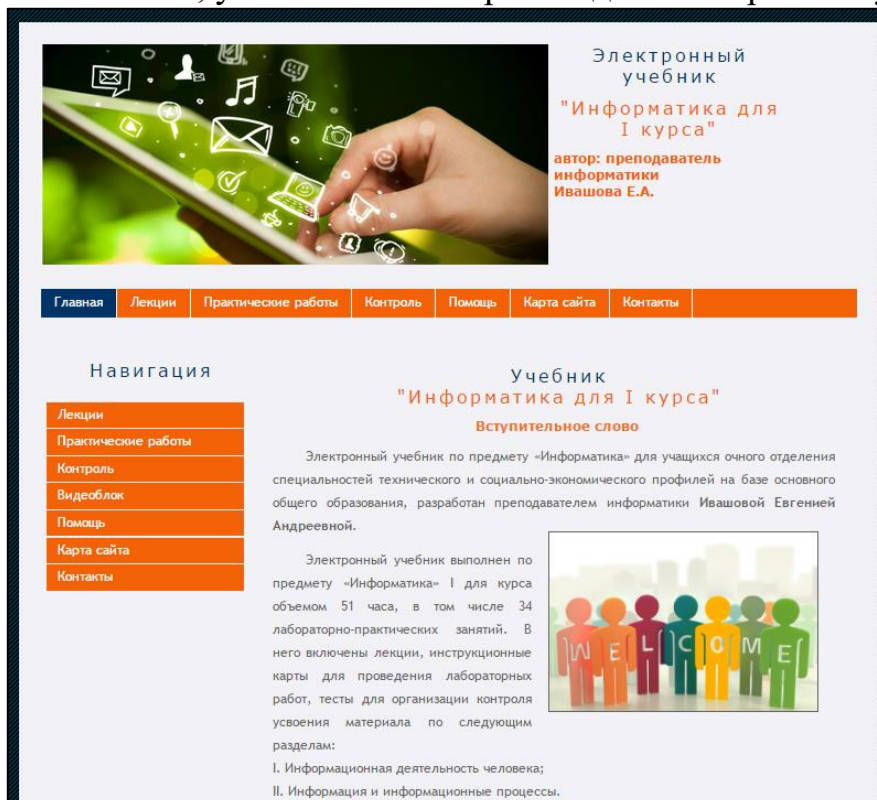 Электронный
учебник
"Информатика для
I курса"
автор: преподаватель
информатики
Ивашова Е.А.
Главная Лекции Практические работы Контроль Помощь Карта сайта Контакты
Навигация
Лекции
Практические работы
Контроль
Видеоблок
Помощь
Карта сайта
Контакты
Учебник
"Информатика для I курса"
Вступительное слово
Электронный учебник по предмету «Информатика» для учащихся очного отделения
специальностей технического и социально-экономического профилей на базе основного
общего образования, разработан преподавателем информатики Ивашовой Евгенией
Андреевной.
Электронный учебник выполнен по
предмету «Информатика» I для курса
объемом 51 часа, в том числе 34
лабораторно-практических занятий. В
него включены лекции, инструкционные
карты для проведения лабораторных
работ, тесты для организации контроля
усвоения материала по следующим
разделам:
I. Информационная деятельность человека;
II. Информация и информационные процессы.
WELCOME